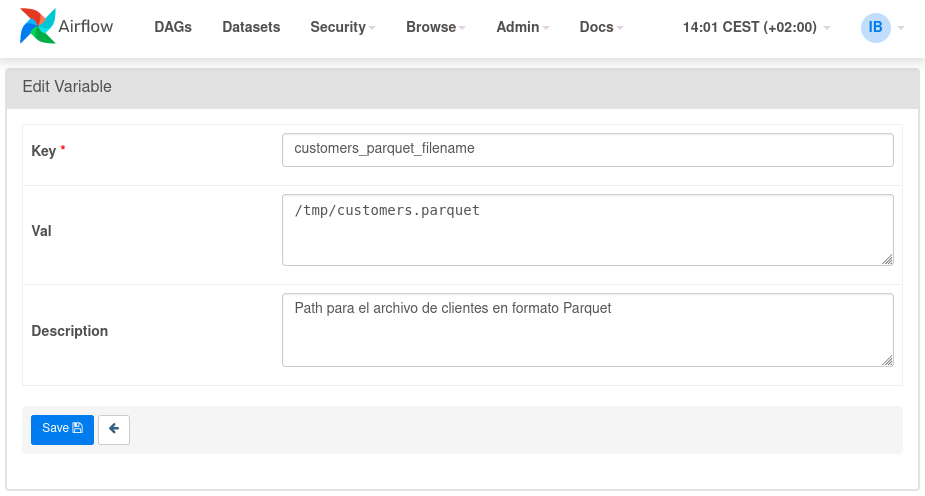 Airflow DAGs Datasets Security Browse Admin Docs 14:01 CEST (+02:00) IB
Edit Variable
Key * customers_parquet_filename
Val /tmp/customers.parquet
Description Path para el archivo de clientes en formato Parquet
Save